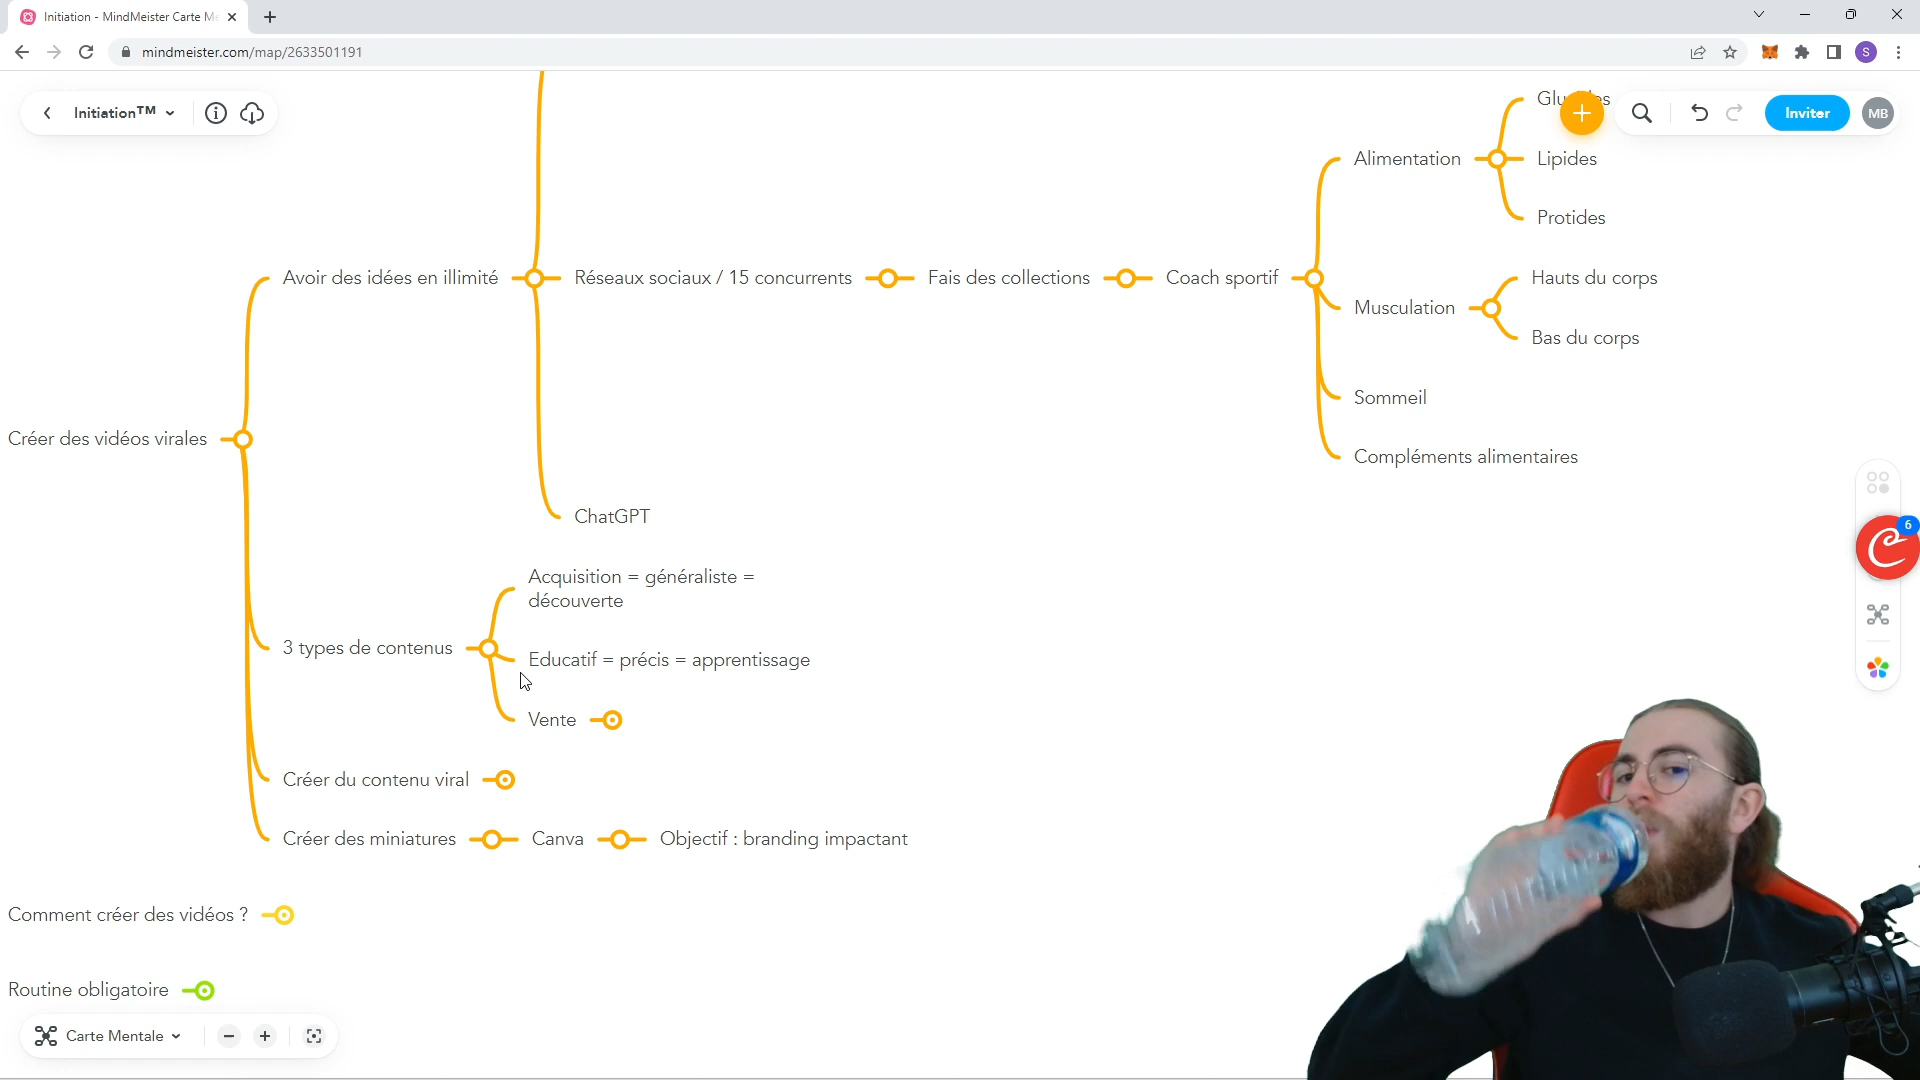 Initiation - MindMeister Carte Me
mindmeister.com/map/2633501191
S
Initiation™
Inviter
MB
Alimentation
Lipides
Protides
Avoir des idées en illimité
Réseaux sociaux / 15 concurrents
Fais des collections
Coach sportif
Musculation
Hauts du corps
Bas du corps
Sommeil
Créer des vidéos virales
Compléments alimentaires
ChatGPT
6
Acquisition = généraliste =
découverte
3 types de contenus
Educatif = précis = apprentissage
Vente
Créer du contenu viral
Créer des miniatures
Canva
Objectif : branding impactant
Comment créer des vidéos ?
Routine obligatoire
Carte Mentale